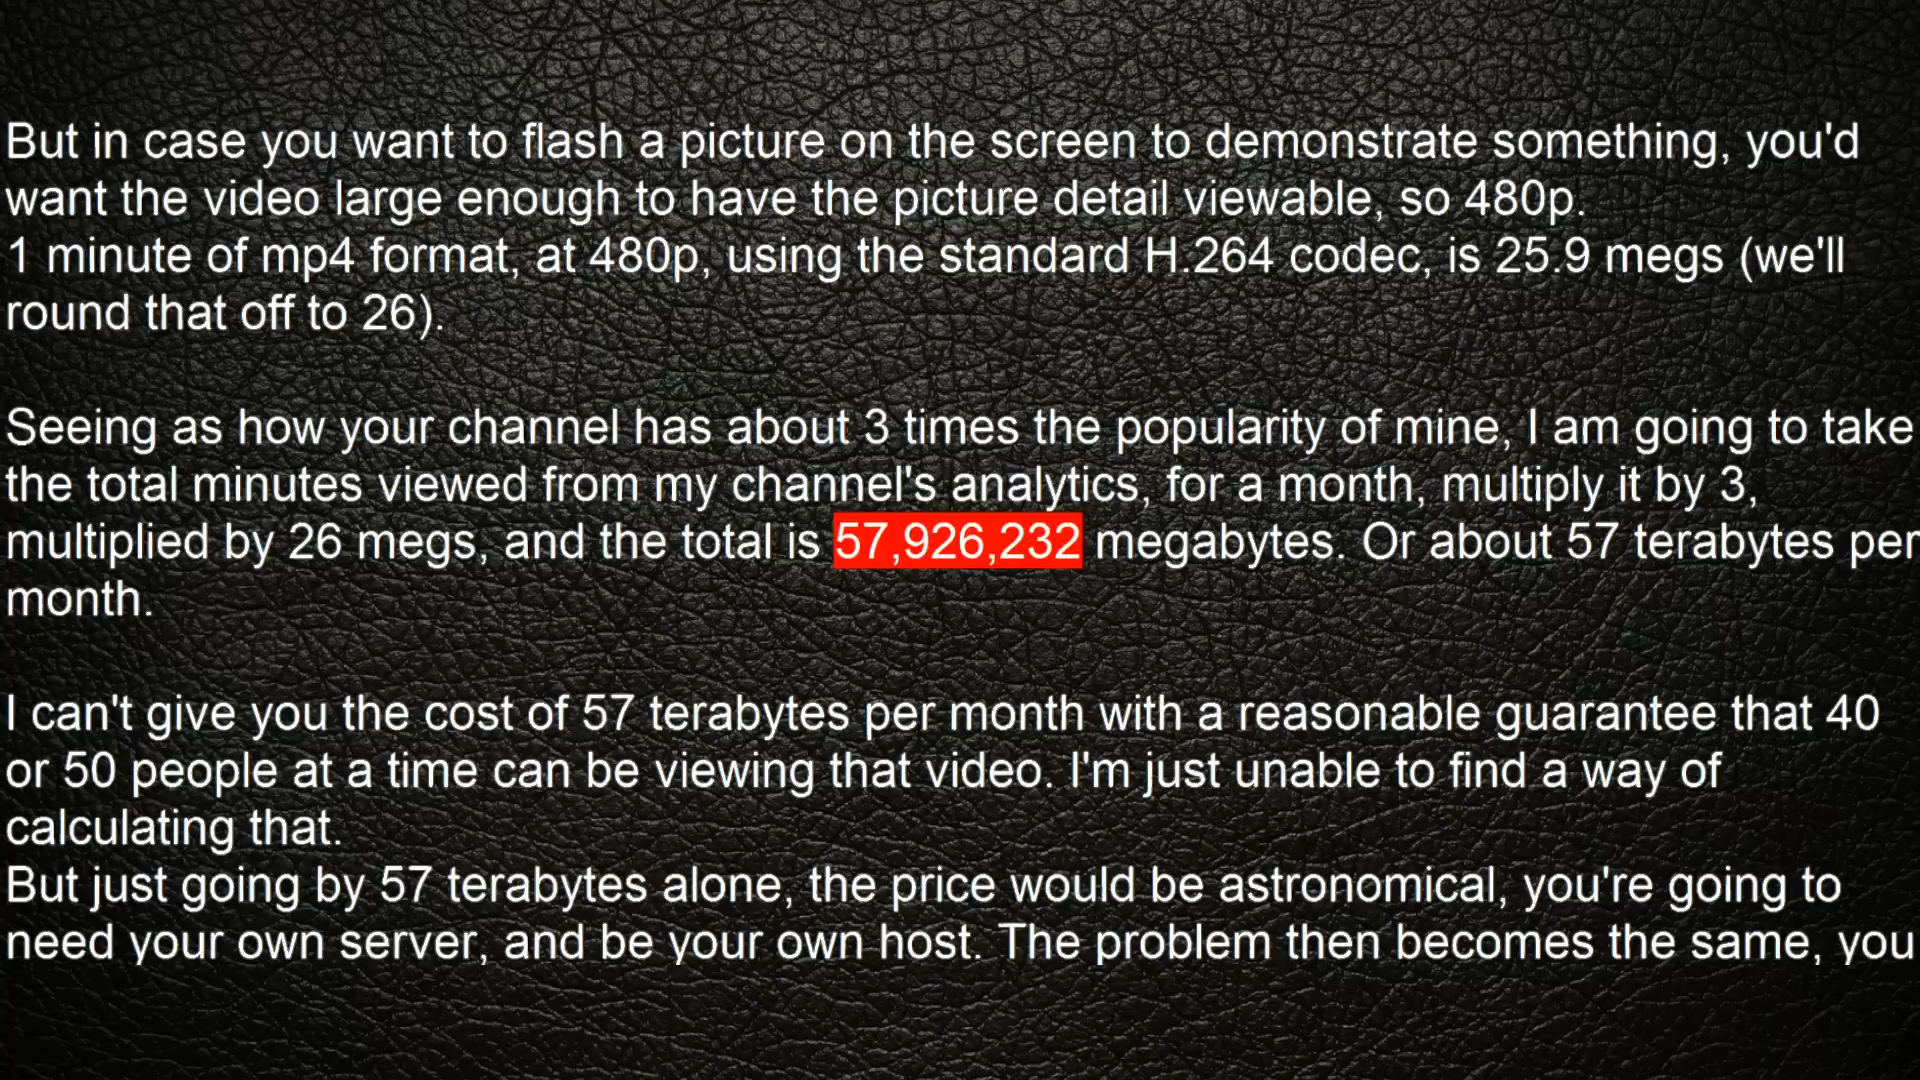 But in case you want to flash a picture on the screen to demonstrate something, you'd
want the video large enough to have the picture detail viewable, so 480p.
1 minute of mp4 format, at 480p, using the standard H.264 codec, is 25.9 megs (we'll
round that off to 26).
Seeing as how your channel has about 3 times the popularity of mine, I am going to take
the total minutes viewed from my channel's analytics, for a month, multiply it by 3,
multiplied by 26 megs, and the total is 57,926,232 megabytes. Or about 57 terabytes per
month.
I can't give you the cost of 57 terabytes per month with a reasonable guarantee that 40
or 50 people at a time can be viewing that video. I'm just unable to find a way of
calculating that.
But just going by 57 terabytes alone, the price would be astronomical, you're going to
need your own server, and be your own host. The problem then becomes the same, you